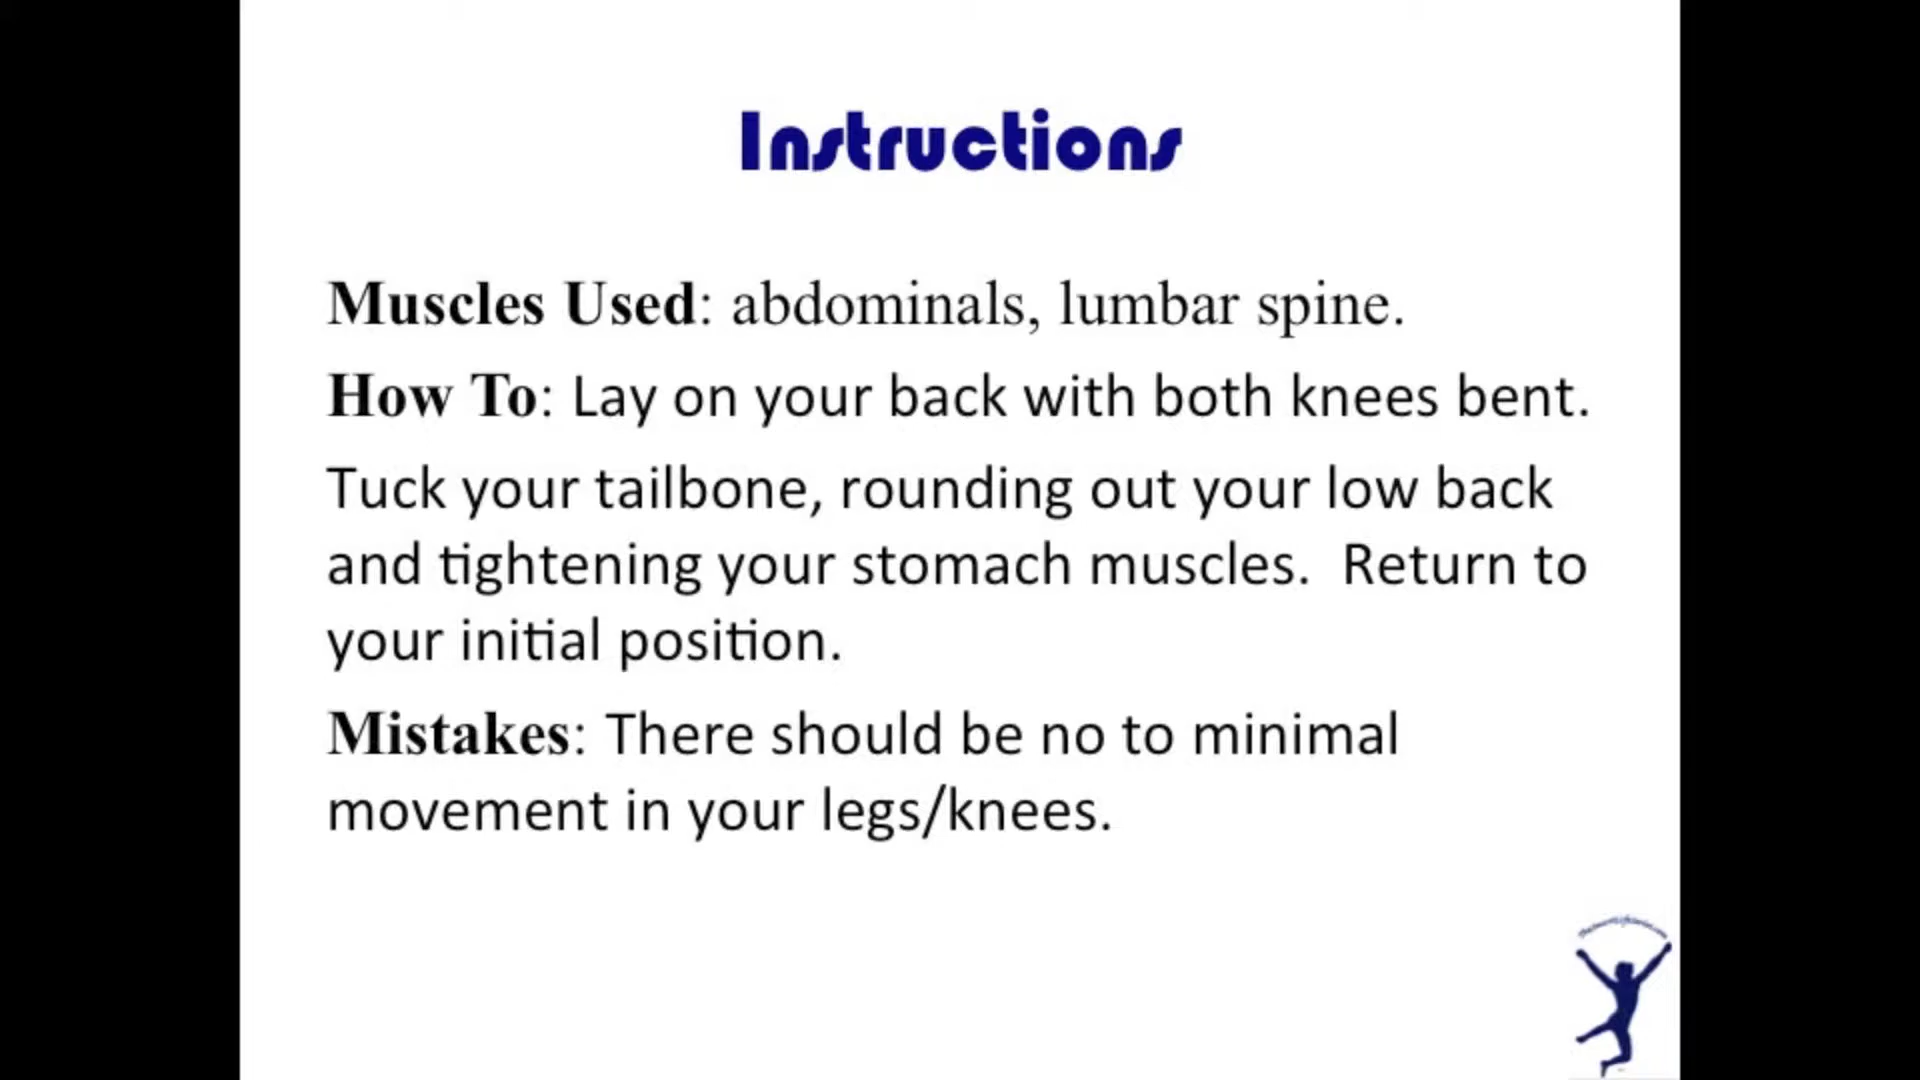 Instructions
Muscles Used: abdominals, lumbar spine.
How To: Lay on your back with both knees bent.
Tuck your tailbone, rounding out your low back
and tightening your stomach muscles.  Return to
your initial position.
Mistakes: There should be no to minimal
movement in your legs/knees.